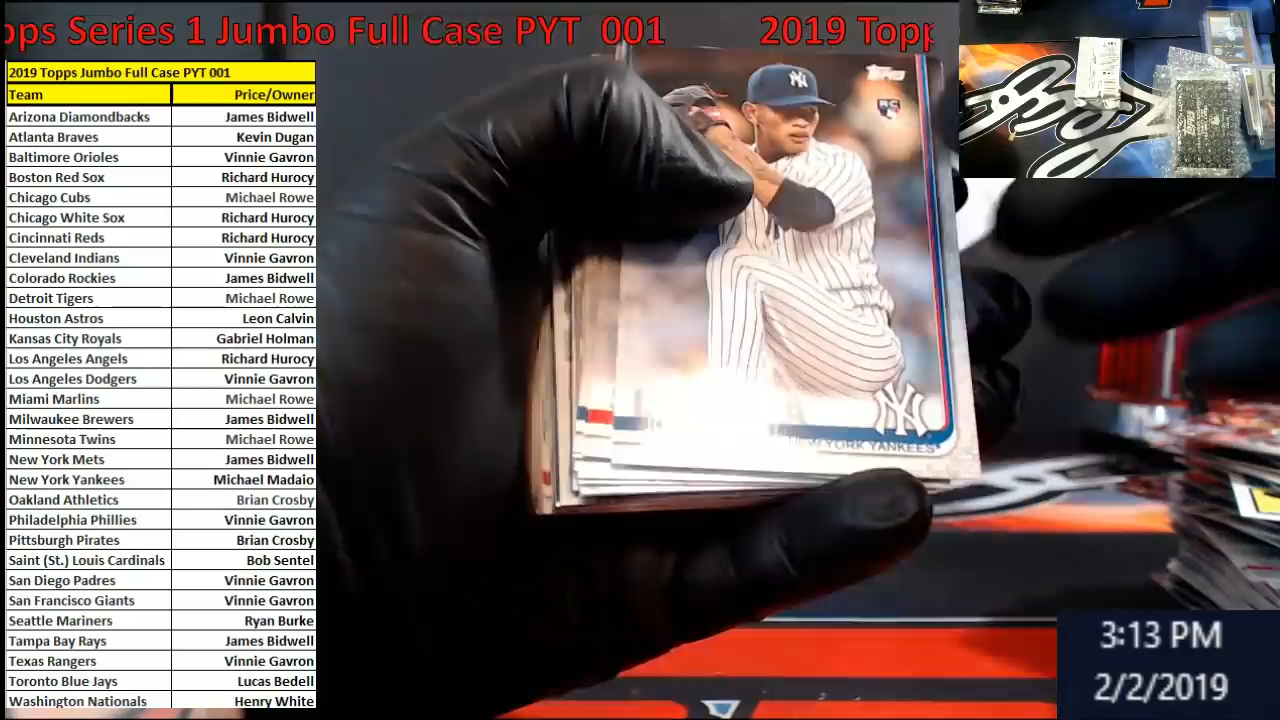 pps Series 1 Jumbo Full Case PYT 001 2019 Topp
2019 Topps Jumbo Full Case PYT 001
Team Price/Owner
Arizona Diamondbacks James Bidwell
Atlanta Braves Kevin Dugan
Baltimore Orioles Vinnie Gavron
Boston Red Sox Richard Hurocy
Chicago Cubs Michael Rowe
Chicago White Sox Richard Hurocy
Cincinnati Reds Richard Hurocy
Cleveland Indians Vinnie Gavron
Colorado Rockies James Bidwell
Detroit Tigers Michael Rowe
Houston Astros Leon Calvin
Kansas City Royals Gabriel Holman
Los Angeles Angels Richard Hurocy
Los Angeles Dodgers Vinnie Gavron
Miami Marlins Michael Rowe
Milwaukee Brewers James Bidwell
Minnesota Twins Michael Rowe
New York Mets James Bidwell
New York Yankees Michael Madaio
Oakland Athletics Brian Crosby
Philadelphia Phillies Vinnie Gavron
Pittsburgh Pirates Brian Crosby
Saint (St.) Louis Cardinals Bob Sentel
San Diego Padres Vinnie Gavron
San Francisco Giants Vinnie Gavron
Seattle Mariners Ryan Burke
Tampa Bay Rays James Bidwell
Texas Rangers Vinnie Gavron
Toronto Blue Jays Lucas Bedell
Washington Nationals Henry White
Topps
RC
NY
NY
NEW YORK YANKEES
3:13 PM
2/2/2019